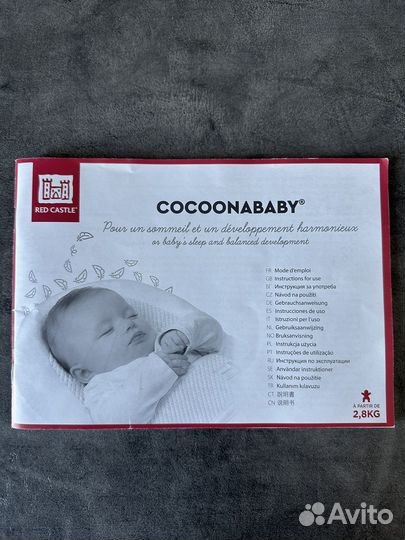 RED CASTLE®
COCOONABABY®
Pour un sommeil et un développement harmonieux
or baby's sleep and balanced development
FR Mode d'emploi
GB Instructions for use
Инструкция за употреба
CZ Návod na použití
DE Gebrauchsanweisung
ES Instrucciones de uso
IT Istruzioni per l'uso
NL Gebruiksaanwijzing
NO Bruksanvisning
PL Instrukcja użycia
PT Instruções de utilização
RU Инструкция по эксплуатации
SE Användar instruktioner
SK Návod na použitie
TR Kullanım kılavuzu
CT 說明書
CN 说明书
À PARTIR DE
2,8KG
Avito